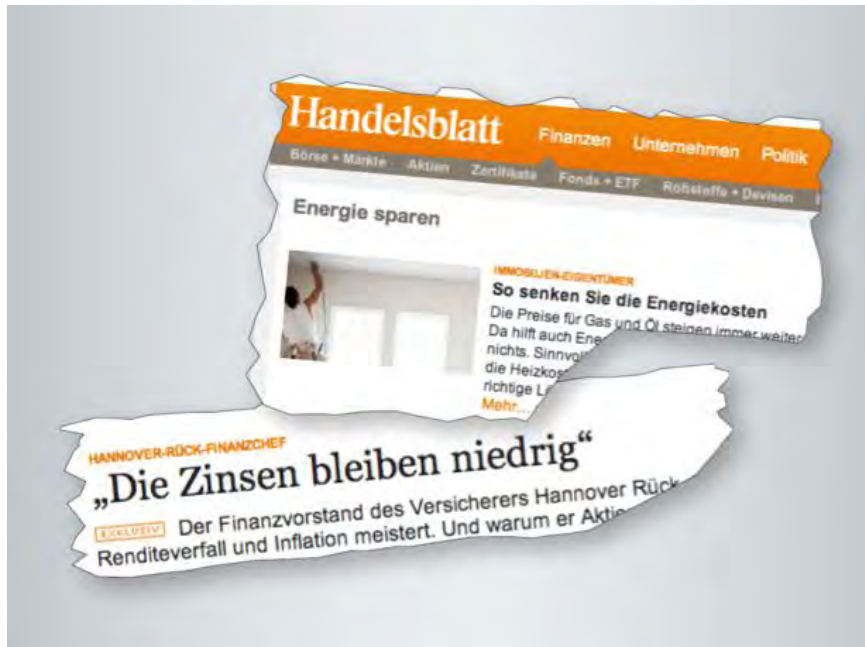 Handelsblatt
Finanzen Unternehmen Politik
Börse + Märkte Aktien Zertifikate Fonds + ETF Rohstoffe + Devisen
Energie sparen
IMMOBILIEN-EIGENTÜMER
So senken Sie die Energiekosten
Die Preise für Gas und Öl steigen immer weiter
Da hilft auch
nichts.
die
richtige
Mehr...
HANNOVER-RÜCK-FINANZCHEF
„Die Zinsen bleiben niedrig“
EXKLUSIV Der Finanzvorstand des Versicherers Hannover Rück
Renditeverfall und Inflation meistert. Und warum er